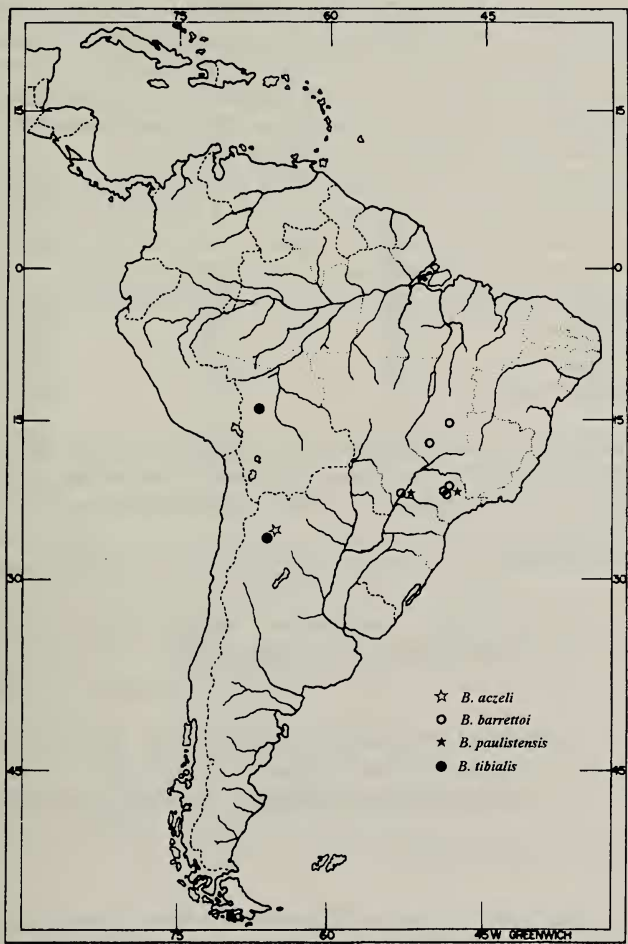 75 60 45
15 15
0 0
15 15
30 30
☆ B. aczeli
○ B. barrettoi
★ B. paulistensis
● B. tibialis
45 45
75 60 45 W GREENWICH